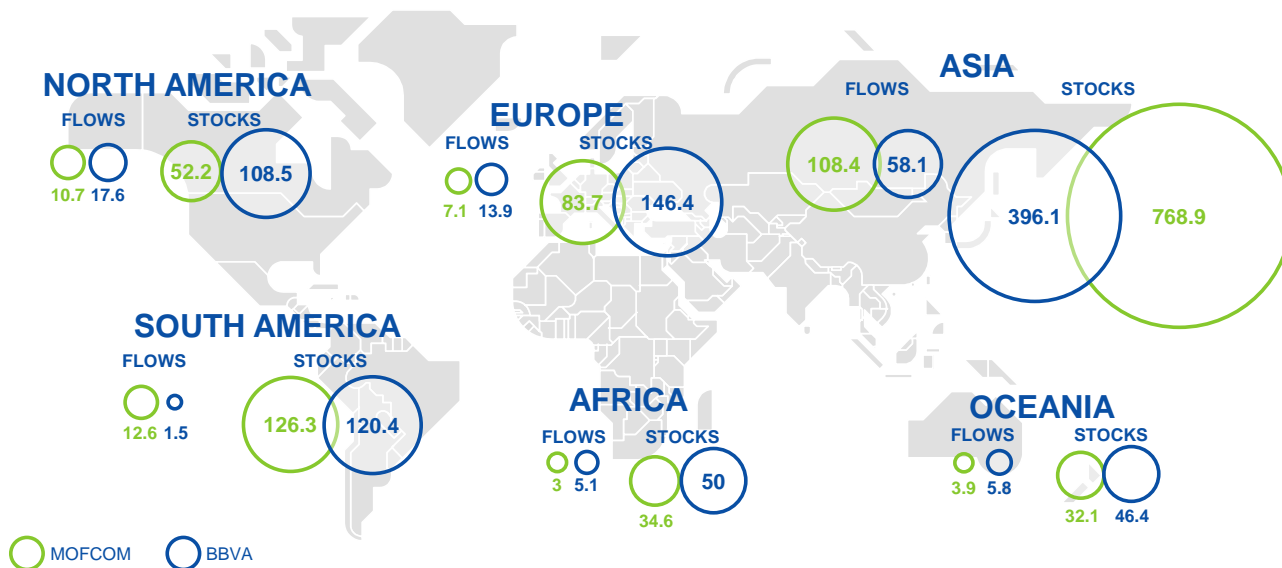 NORTH AMERICA
FLOWS STOCKS
52.2 108.5
10.7 17.6
EUROPE
FLOWS STOCKS
83.7 146.4
7.1 13.9
ASIA
FLOWS STOCKS
108.4 58.1
396.1 768.9
SOUTH AMERICA
FLOWS STOCKS
126.3 120.4
12.6 1.5
AFRICA
FLOWS STOCKS
50
3 5.1
34.6
OCEANIA
FLOWS STOCKS
3.9 5.8
32.1 46.4
MOFCOM BBVA